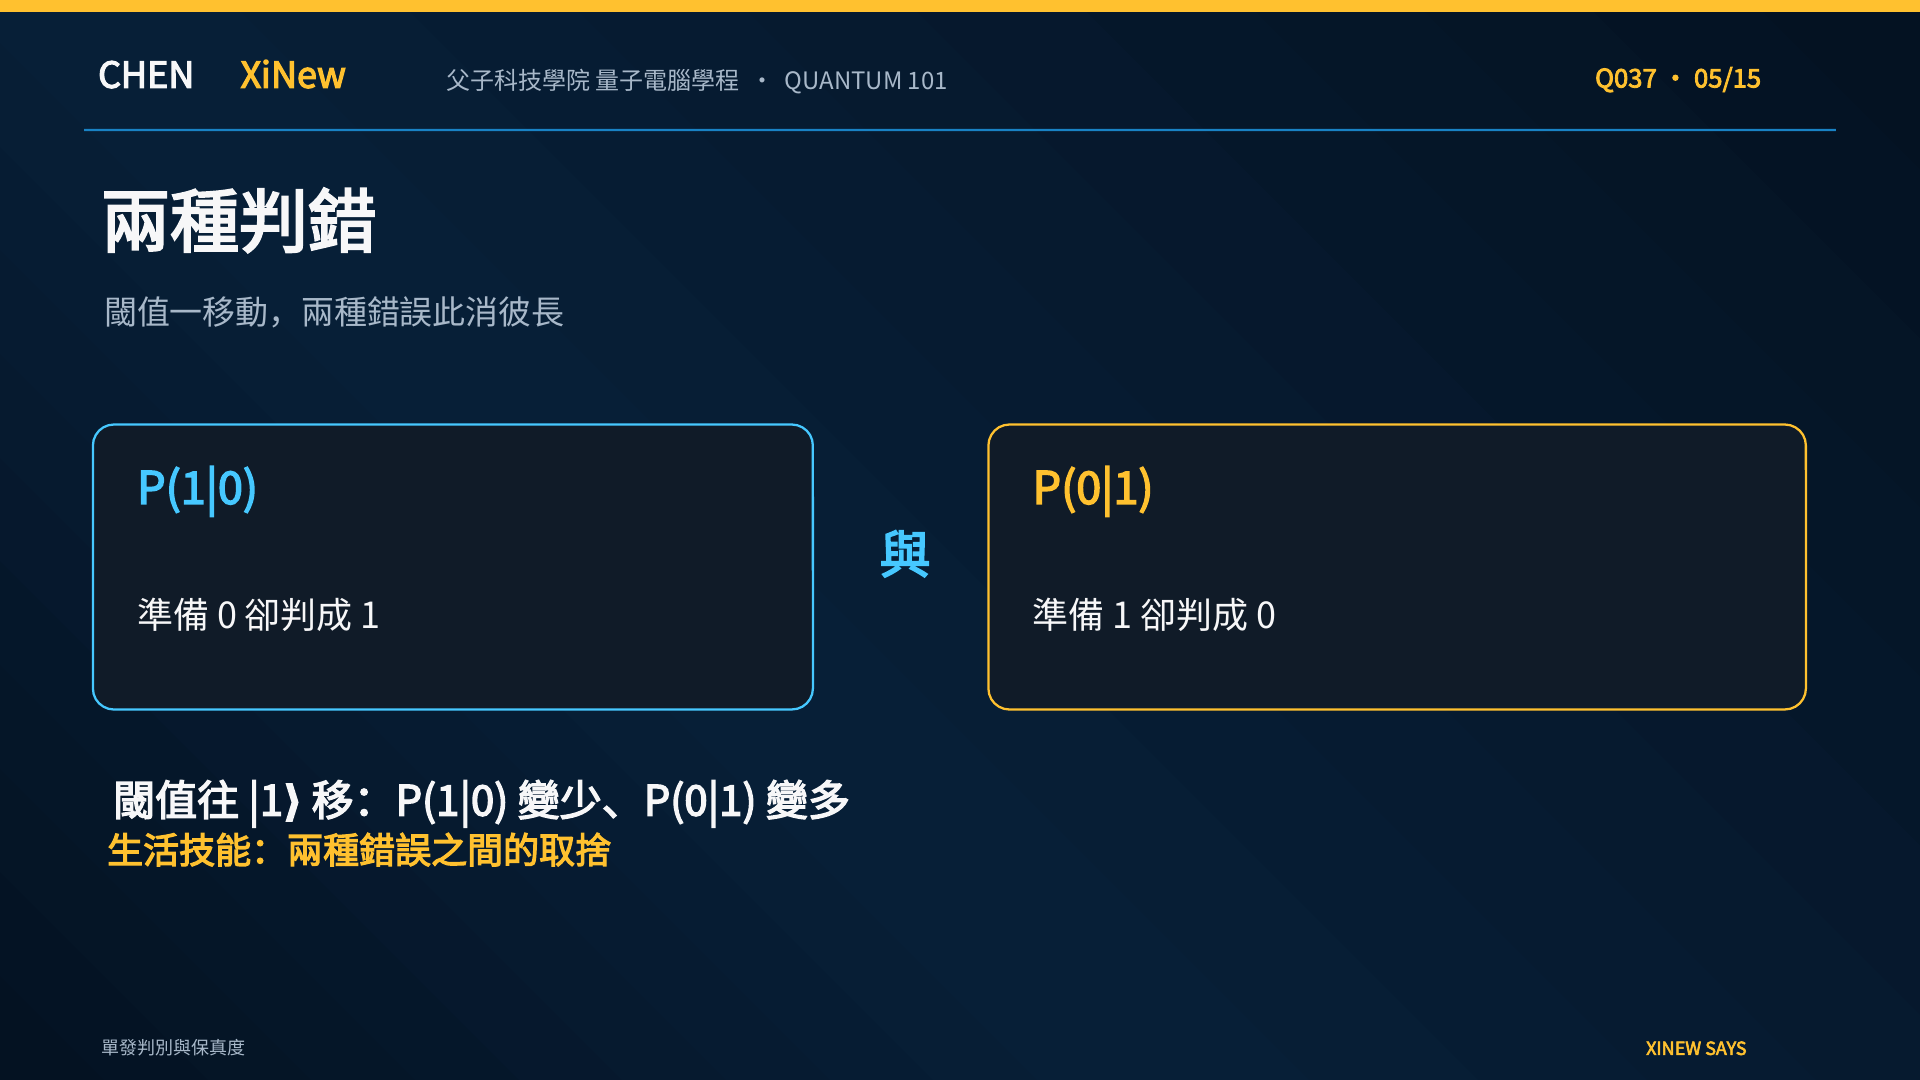 CHEN XiNew 父子科技學院 量子電腦學程 · QUANTUM 101 Q037 · 05/15
兩種判錯
閾值一移動，兩種錯誤此消彼長
P(1|0)
準備 0 卻判成 1
與
P(0|1)
準備 1 卻判成 0
閾值往 |1⟩ 移：P(1|0) 變少、P(0|1) 變多
生活技能：兩種錯誤之間的取捨
單發判別與保真度
XINEW SAYS